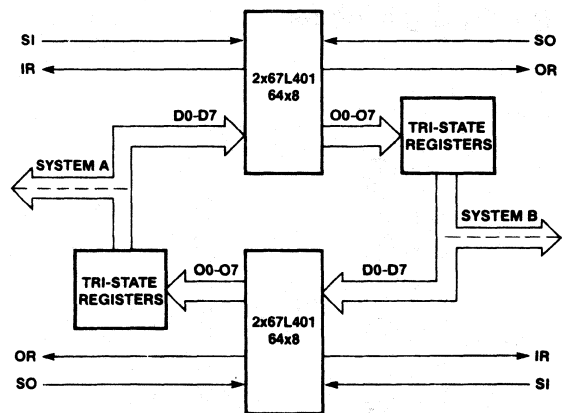 SI
SO
IR
OR
2x67L401
64x8
D0-D7
O0-O7
TRI-STATE
REGISTERS
SYSTEM A
SYSTEM B
TRI-STATE
REGISTERS
O0-O7
D0-D7
2x67L401
64x8
OR
IR
SO
SI